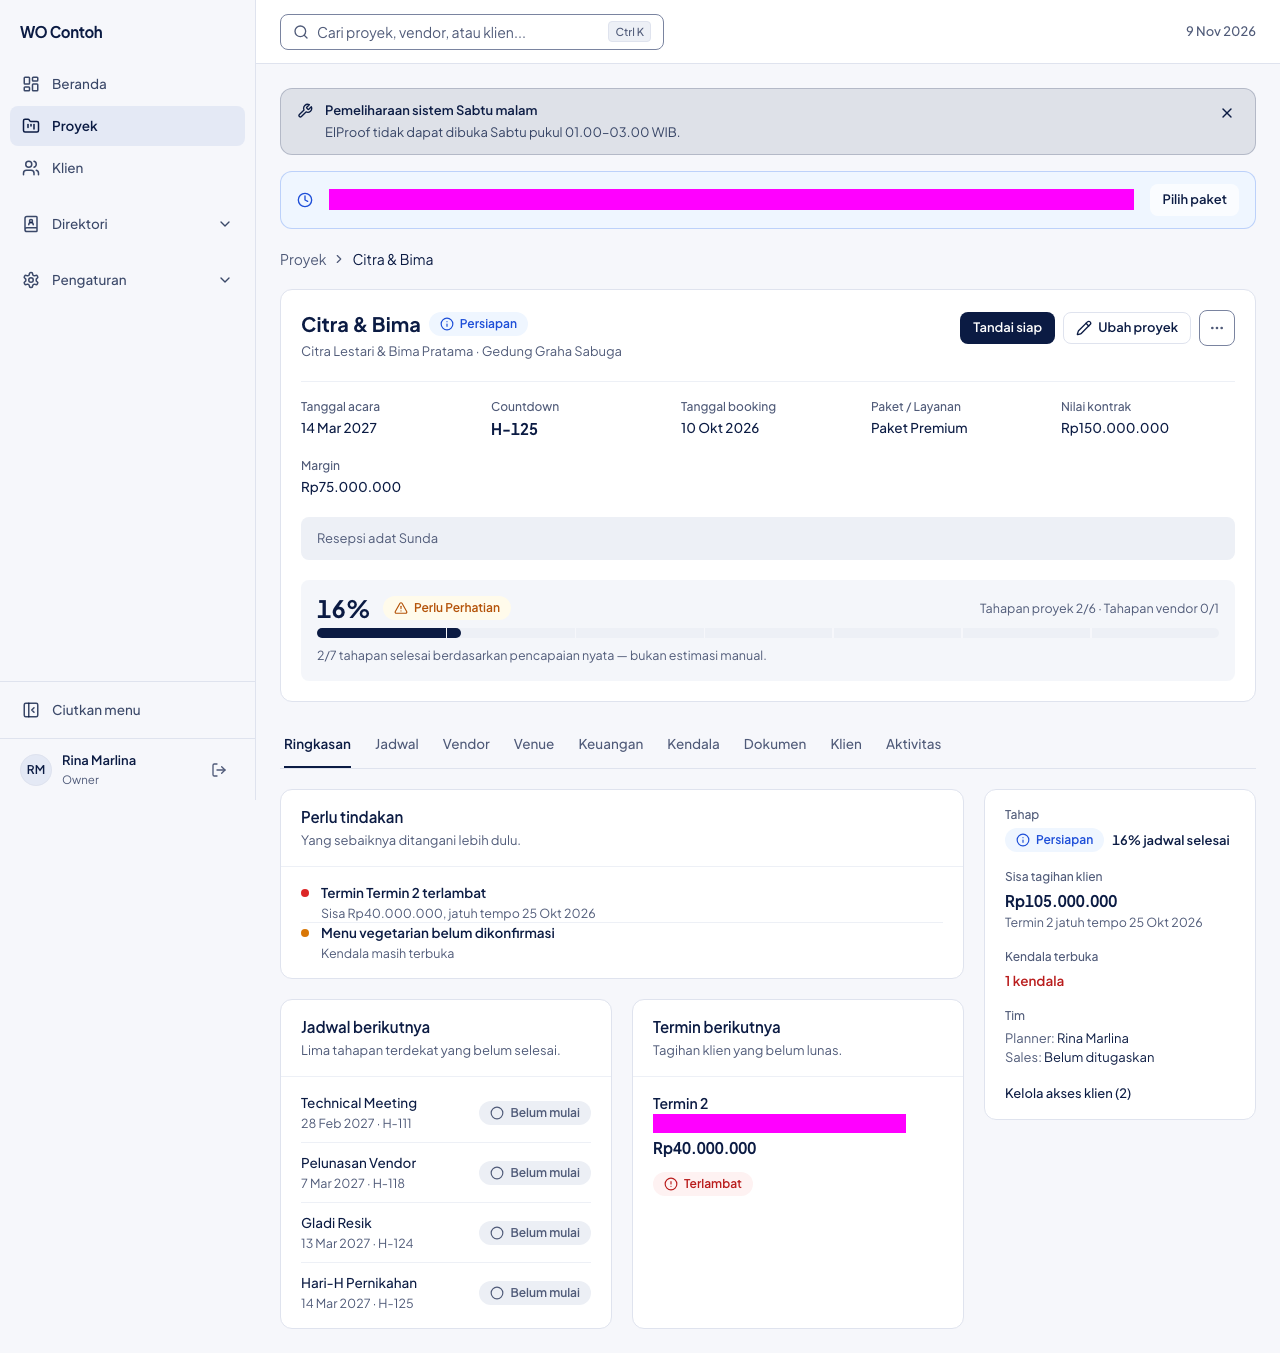 WO Contoh
Cari proyek, vendor, atau klien...
Ctrl K
9 Nov 2026
Beranda
Proyek
Klien
Direktori
Pengaturan
Ciutkan menu
RM
Rina Marlina
Owner
Pemeliharaan sistem Sabtu malam
ElProof tidak dapat dibuka Sabtu pukul 01.00–03.00 WIB.
Pilih paket
Proyek
Citra & Bima
Citra & Bima
Persiapan
Citra Lestari & Bima Pratama · Gedung Graha Sabuga
Tandai siap
Ubah proyek
Tanggal acara
14 Mar 2027
Countdown
H-125
Tanggal booking
10 Okt 2026
Paket / Layanan
Paket Premium
Nilai kontrak
Rp150.000.000
Margin
Rp75.000.000
Resepsi adat Sunda
16%
Perlu Perhatian
Tahapan proyek 2/6 · Tahapan vendor 0/1
2/7 tahapan selesai berdasarkan pencapaian nyata — bukan estimasi manual.
Ringkasan
Jadwal
Vendor
Venue
Keuangan
Kendala
Dokumen
Klien
Aktivitas
Perlu tindakan
Yang sebaiknya ditangani lebih dulu.
Termin Termin 2 terlambat
Sisa Rp40.000.000, jatuh tempo 25 Okt 2026
Menu vegetarian belum dikonfirmasi
Kendala masih terbuka
Jadwal berikutnya
Lima tahapan terdekat yang belum selesai.
Technical Meeting
28 Feb 2027 · H-111
Belum mulai
Pelunasan Vendor
7 Mar 2027 · H-118
Belum mulai
Gladi Resik
13 Mar 2027 · H-124
Belum mulai
Hari-H Pernikahan
14 Mar 2027 · H-125
Belum mulai
Termin berikutnya
Tagihan klien yang belum lunas.
Termin 2
Rp40.000.000
Terlambat
Tahap
Persiapan
16% jadwal selesai
Sisa tagihan klien
Rp105.000.000
Termin 2 jatuh tempo 25 Okt 2026
Kendala terbuka
1 kendala
Tim
Planner: Rina Marlina
Sales: Belum ditugaskan
Kelola akses klien (2)